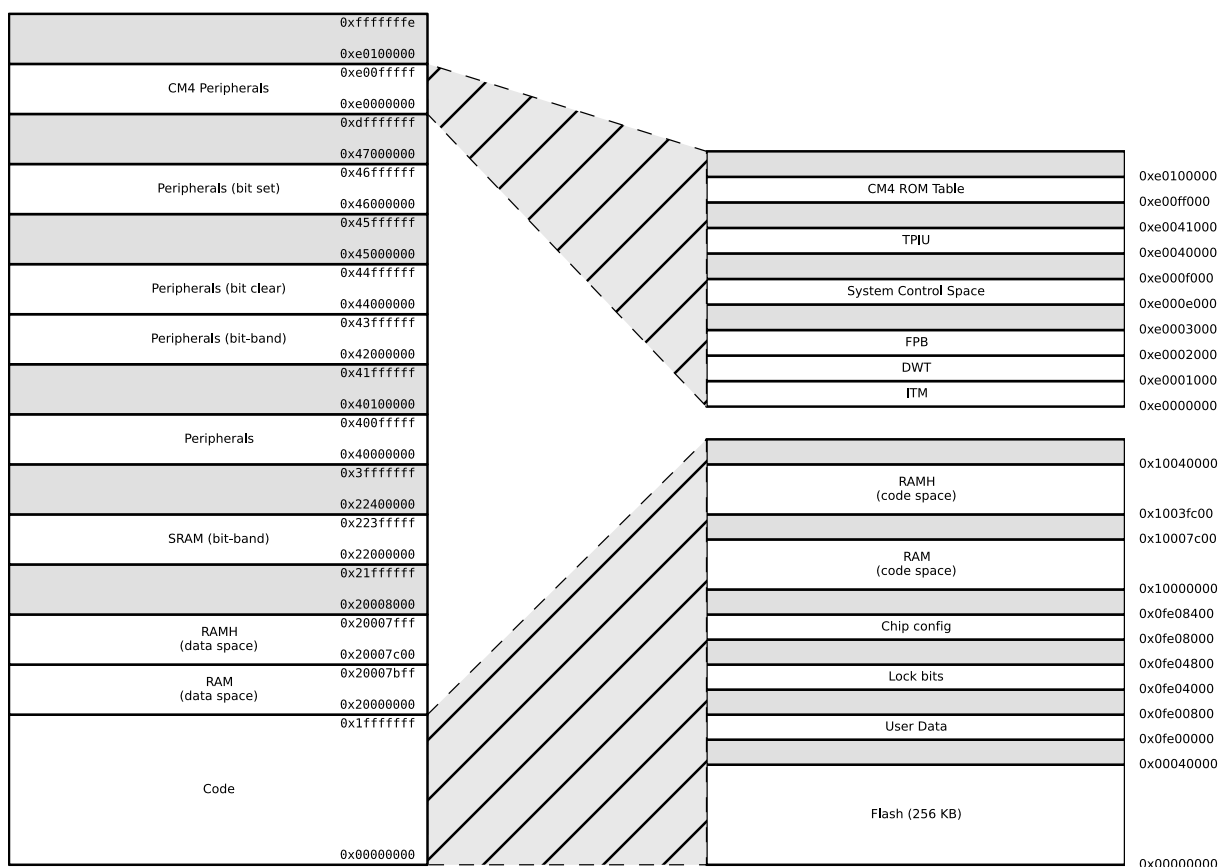 0xfffffffe
0xe0100000
0xe00fffff
CM4 Peripherals
0xe0000000
0xdfffffff
0x47000000
0x46ffffff
Peripherals (bit set)
0x46000000
0x45ffffff
0x45000000
0x44ffffff
Peripherals (bit clear)
0x44000000
0x43ffffff
Peripherals (bit-band)
0x42000000
0x41ffffff
0x40100000
0x400fffff
Peripherals
0x40000000
0x3fffffff
0x22400000
0x223fffff
SRAM (bit-band)
0x22000000
0x21ffffff
0x20008000
0x20007fff
RAMH
(data space)
0x20007c00
0x20007bff
RAM
(data space)
0x20000000
0x1fffffff
Code
0x00000000
0xe0100000
CM4 ROM Table
0xe00ff000
0xe0041000
TPIU
0xe0040000
0xe000f000
System Control Space
0xe000e000
0xe0003000
FPB
0xe0002000
DWT
0xe0001000
ITM
0xe0000000
0x10040000
RAMH
(code space)
0x1003fc00
0x10007c00
RAM
(code space)
0x10000000
0x0fe08400
Chip config
0x0fe08000
0x0fe04800
Lock bits
0x0fe04000
0x0fe00800
User Data
0x0fe00000
0x00040000
Flash (256 KB)
0x00000000